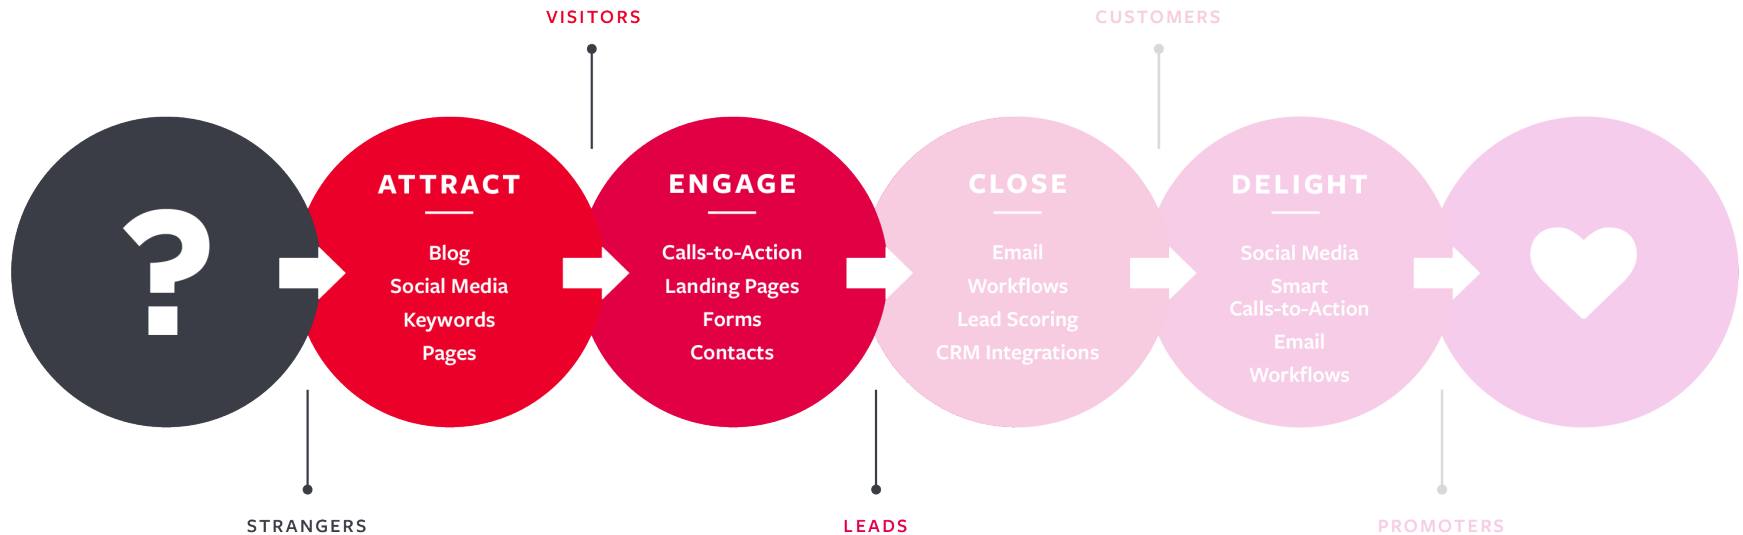 VISITORS
CUSTOMERS
?
ATTRACT
Blog
Social Media
Keywords
Pages
ENGAGE
Calls-to-Action
Landing Pages
Forms
Contacts
CLOSE
Email
Workflows
Lead Scoring
CRM Integrations
DELIGHT
Social Media
Smart
Calls-to-Action
Email
Workflows
STRANGERS
LEADS
PROMOTERS